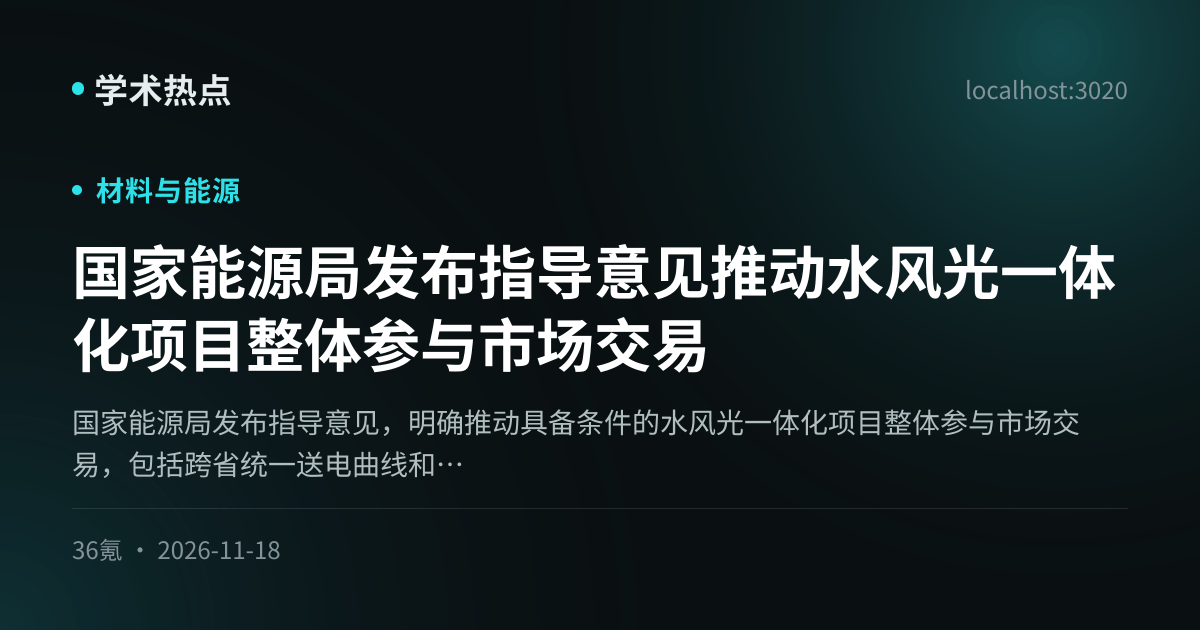 学术热点
localhost:3020
材料与能源
国家能源局发布指导意见推动水风光一体
化项目整体参与市场交易
国家能源局发布指导意见，明确推动具备条件的水风光一体化项目整体参与市场交
易，包括跨省统一送电曲线和…
36氪 · 2026-11-18